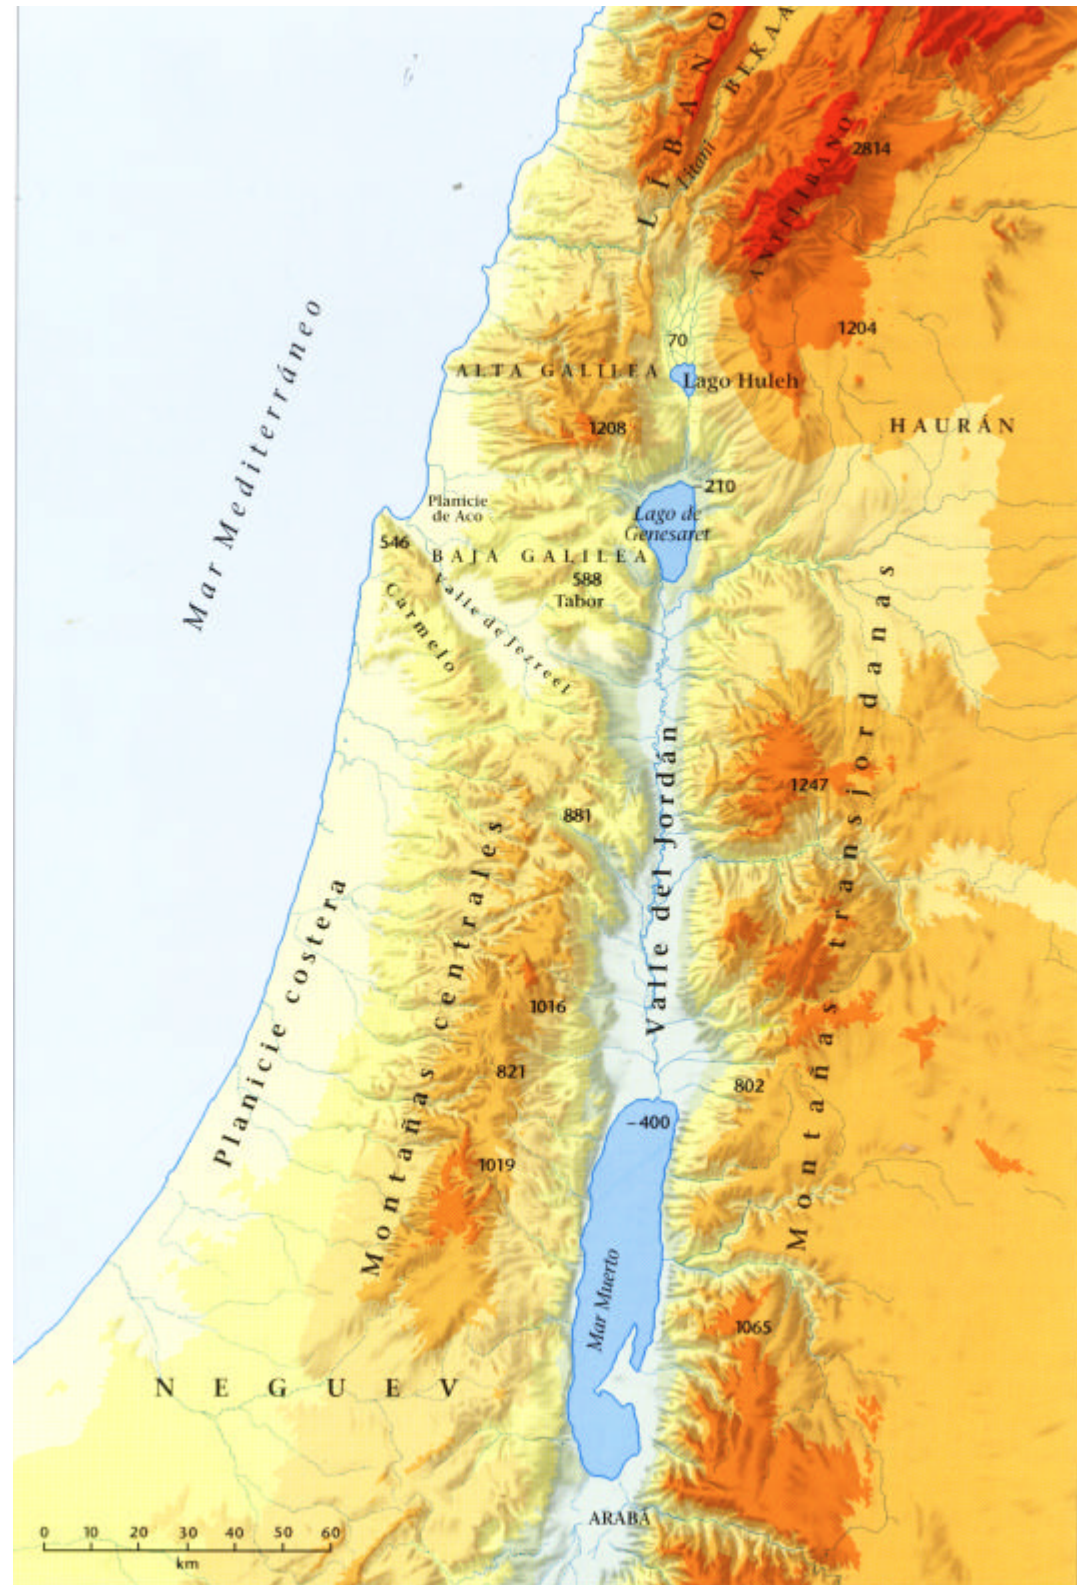 LÍBANO
BEKAA
Litani
ANTILIBANO
2814
1204
70
ALTA GALILEA
Lago Huleh
1208
HAURÁN
-210
Planicie
de Aco
Lago de
Genesaret
546
BAJA GALILEA
588
Tabor
Carmelo
Valle de Jezreel
Mar Mediterráneo
Montañas transjordanas
Valle del Jordán
1247
881
Planicie costera
Montañas centrales
1016
821
802
-400
1019
Mar Muerto
1065
NEGUEV
ARABÁ
0 10 20 30 40 50 60
km